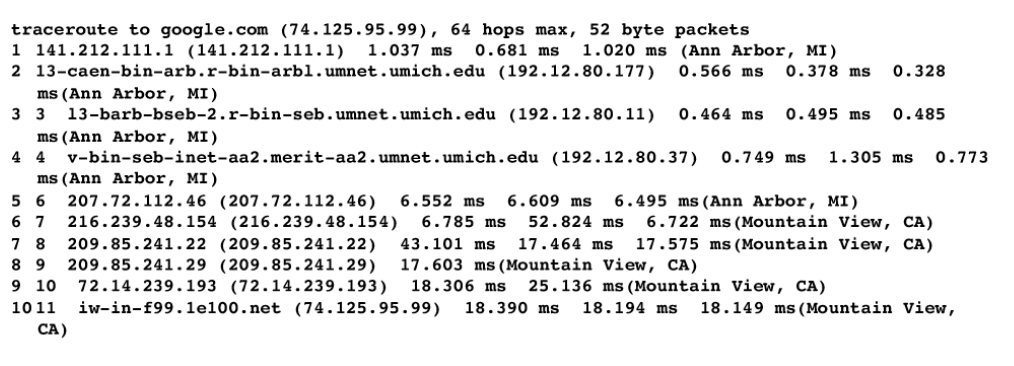 traceroute to google.com (74.125.95.99), 64 hops max, 52 byte packets
1 141.212.111.1 (141.212.111.1) 1.037 ms 0.681 ms 1.020 ms (Ann Arbor, MI)
2 l3-caen-bin-arb.r-bin-arbl.umnet.umich.edu (192.12.80.177) 0.566 ms 0.378 ms 0.328
ms(Ann Arbor, MI)
3 3 l3-barb-bseb-2.r-bin-seb.umnet.umich.edu (192.12.80.11) 0.464 ms 0.495 ms 0.485
ms(Ann Arbor, MI)
4 4 v-bin-seb-inet-aa2.merit-aa2.umnet.umich.edu (192.12.80.37) 0.749 ms 1.305 ms 0.773
ms(Ann Arbor, MI)
5 6 207.72.112.46 (207.72.112.46) 6.552 ms 6.609 ms 6.495 ms(Ann Arbor, MI)
6 7 216.239.48.154 (216.239.48.154) 6.785 ms 52.824 ms 6.722 ms(Mountain View, CA)
7 8 209.85.241.22 (209.85.241.22) 43.101 ms 17.464 ms 17.575 ms(Mountain View, CA)
8 9 209.85.241.29 (209.85.241.29) 17.603 ms(Mountain View, CA)
9 10 72.14.239.193 (72.14.239.193) 18.306 ms 25.136 ms(Mountain View, CA)
10 11 iw-in-f99.1e100.net (74.125.95.99) 18.390 ms 18.194 ms 18.149 ms(Mountain View,
CA)